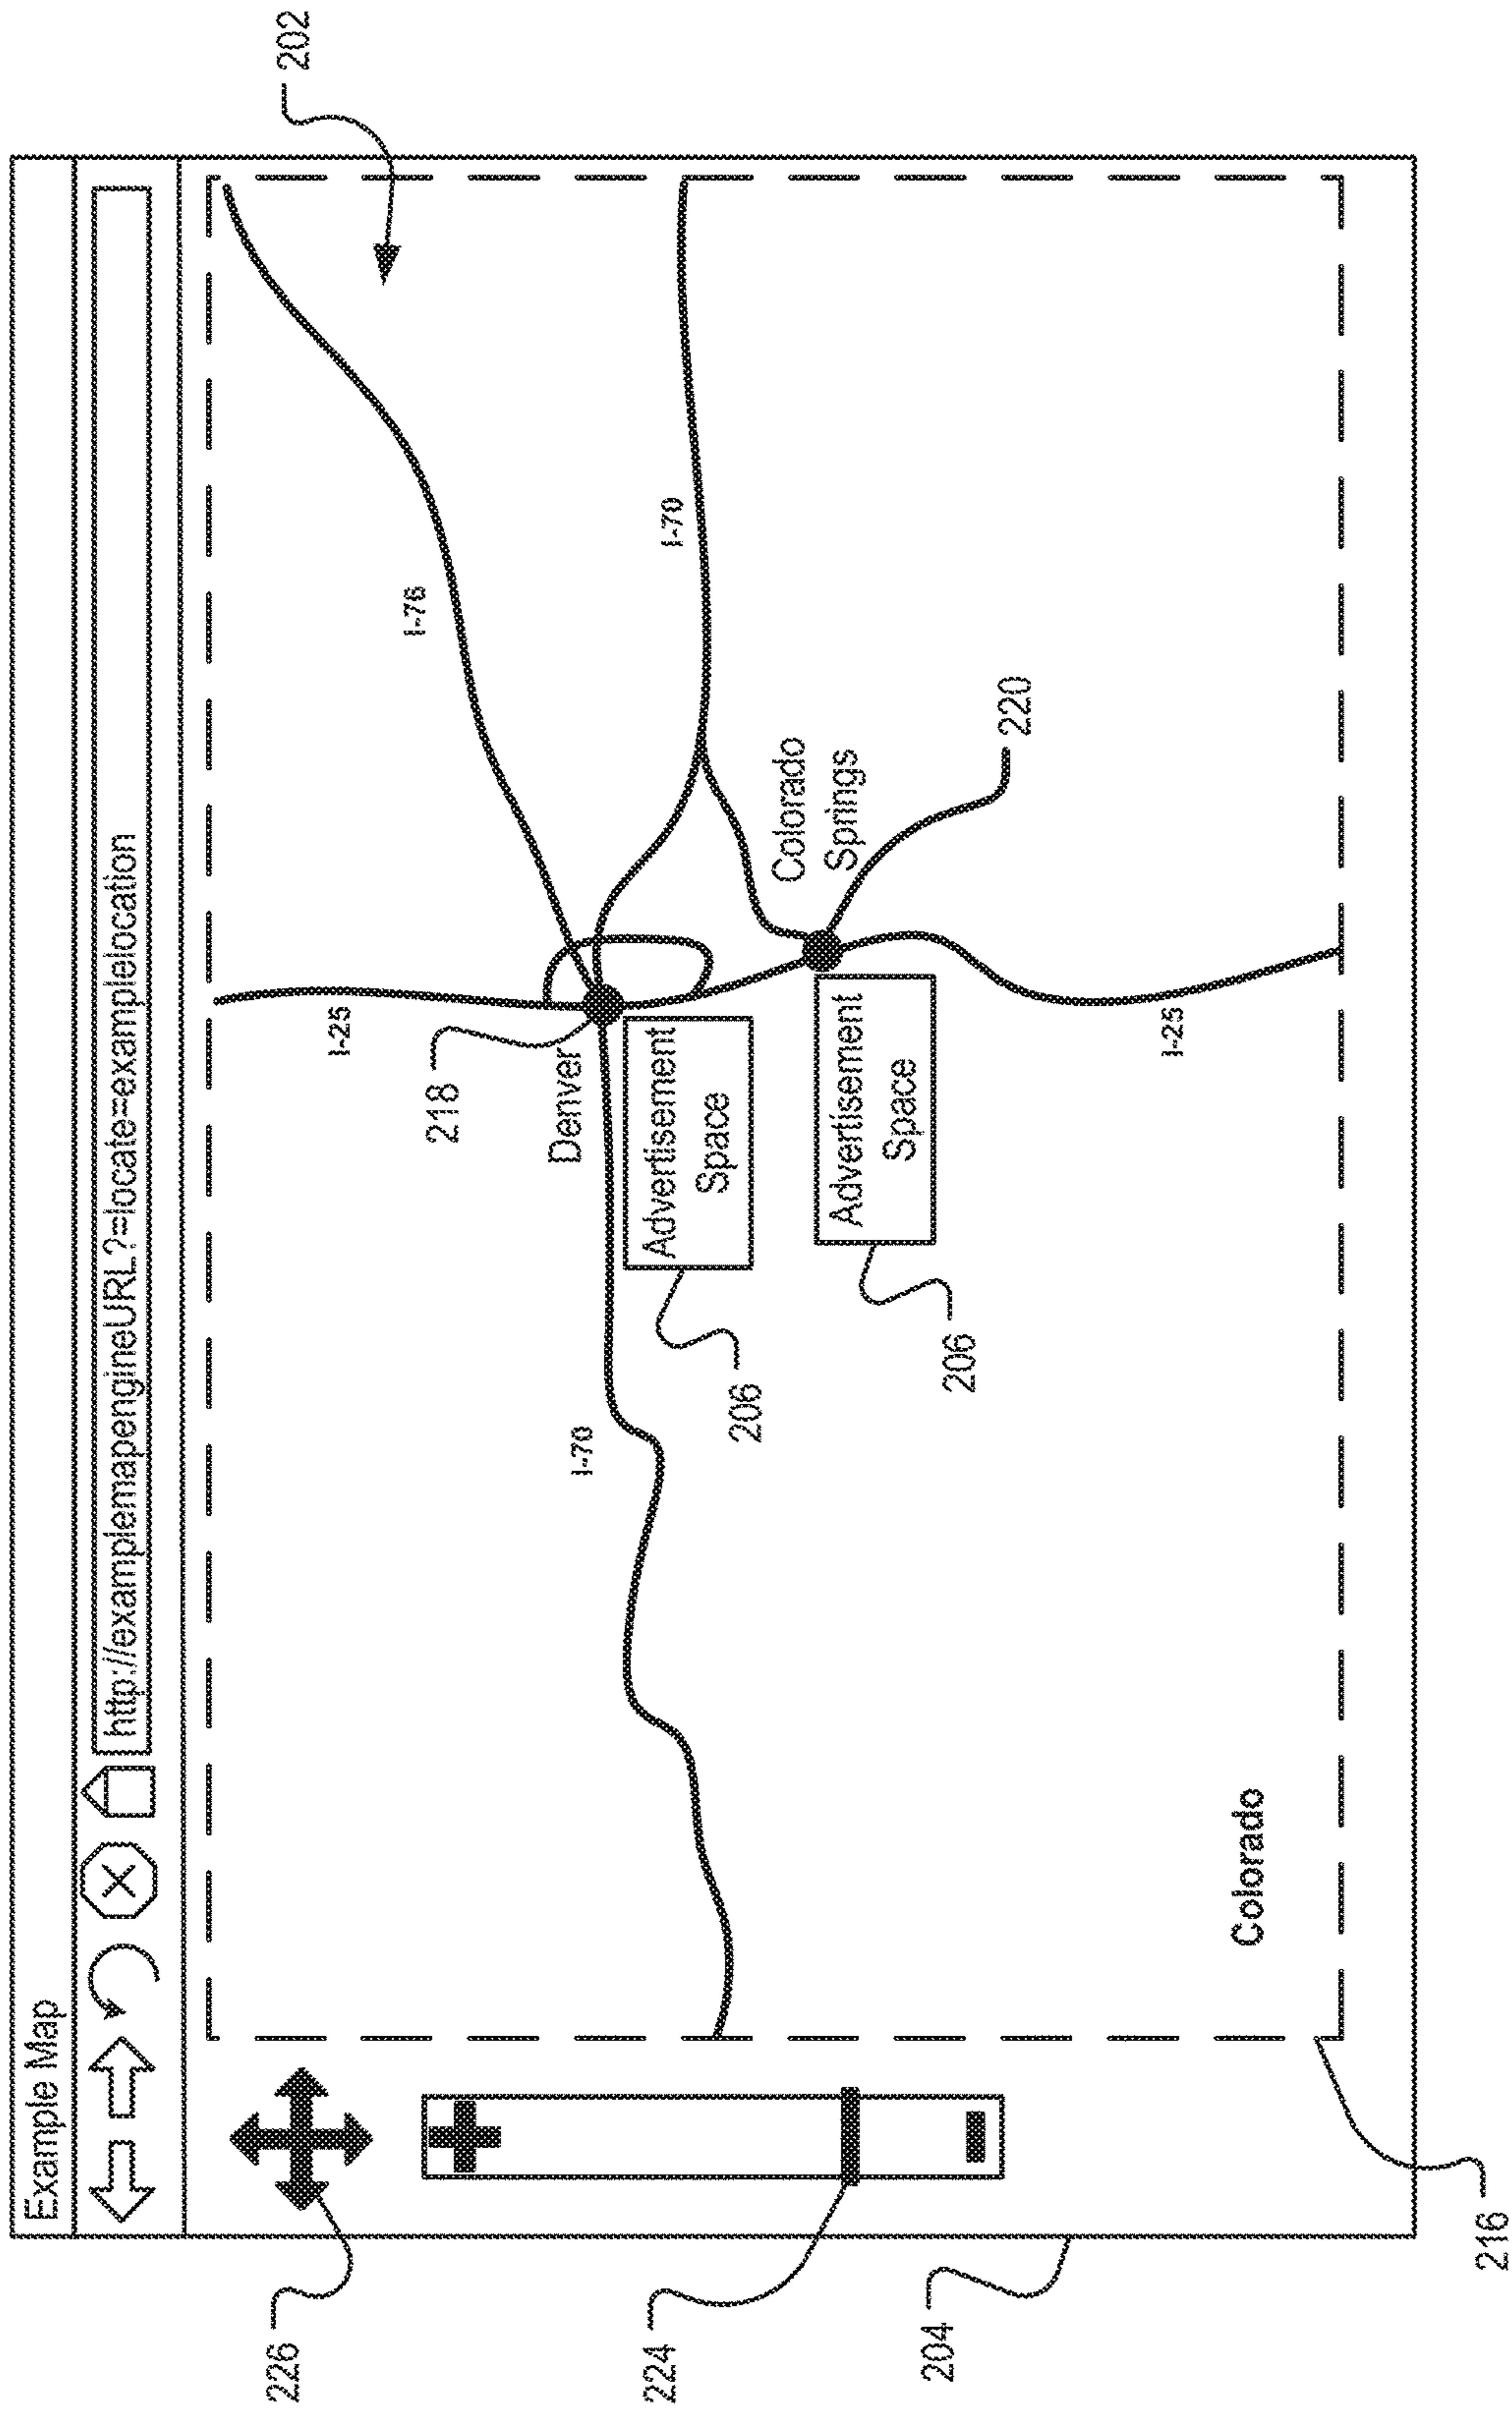 Example Map
http://examplemapengineURL?=locate=examplelocation
202
226
I-25
I-76
218
Denver
I-70
I-70
Advertisement
Space
206
Colorado
Springs
224
Advertisement
Space
206
220
204
I-25
Colorado
216